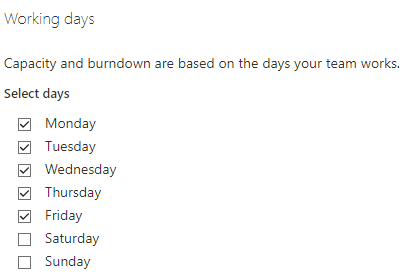 Working days
Capacity and burndown are based on the days your team works.
Select days
Monday
Tuesday
Wednesday
Thursday
Friday
Saturday
Sunday